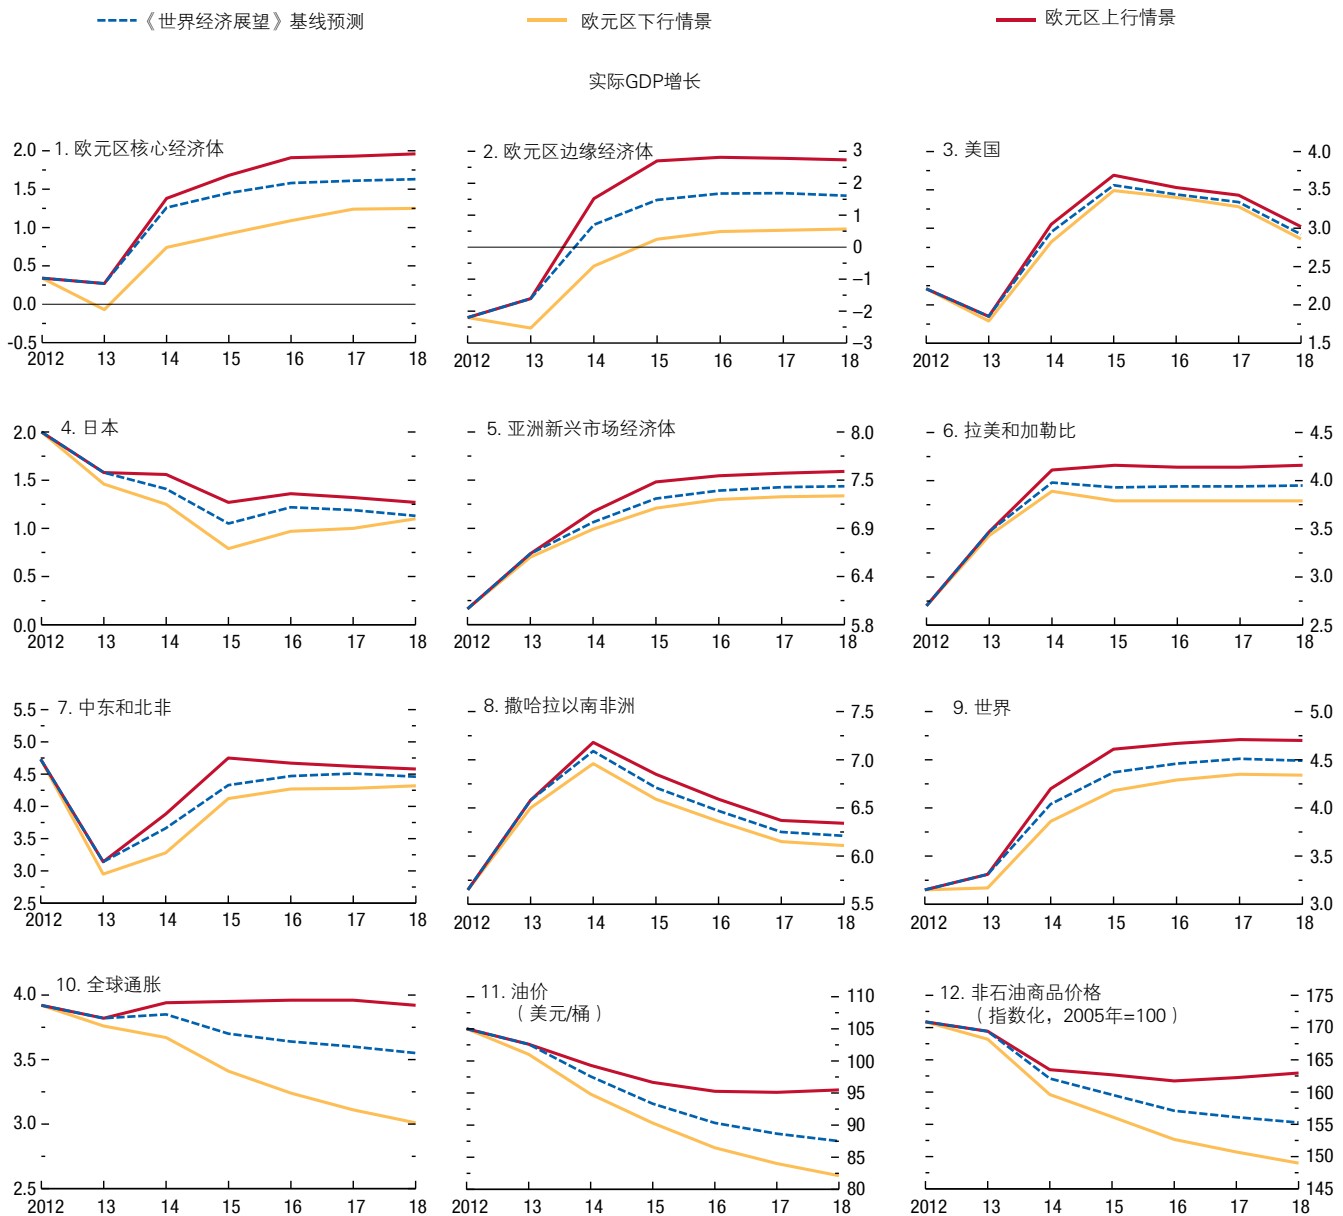 《世界经济展望》基线预测
欧元区下行情景
欧元区上行情景
实际GDP增长
1. 欧元区核心经济体
2.0
1.5
1.0
0.5
0.0
-0.5
2012 13 14 15 16 17 18
2. 欧元区边缘经济体
3
2
1
0
–1
–2
–3
2012 13 14 15 16 17 18
3. 美国
4.0
3.5
3.0
2.5
2.0
1.5
2012 13 14 15 16 17 18
4. 日本
2.0
1.5
1.0
0.5
0.0
2012 13 14 15 16 17 18
5. 亚洲新兴市场经济体
8.0
7.5
6.9
6.4
5.8
2012 13 14 15 16 17 18
6. 拉美和加勒比
4.5
4.0
3.5
3.0
2.5
2012 13 14 15 16 17 18
7. 中东和北非
5.5
5.0
4.5
4.0
3.5
3.0
2.5
2012 13 14 15 16 17 18
8. 撒哈拉以南非洲
7.5
7.0
6.5
6.0
5.5
2012 13 14 15 16 17 18
9. 世界
5.0
4.5
4.0
3.5
3.0
2012 13 14 15 16 17 18
10. 全球通胀
4.0
3.5
3.0
2.5
2012 13 14 15 16 17 18
11. 油价
（美元/桶）
110
105
100
95
90
85
80
2012 13 14 15 16 17 18
12. 非石油商品价格
（指数化，2005年=100）
175
170
165
160
155
150
145
2012 13 14 15 16 17 18